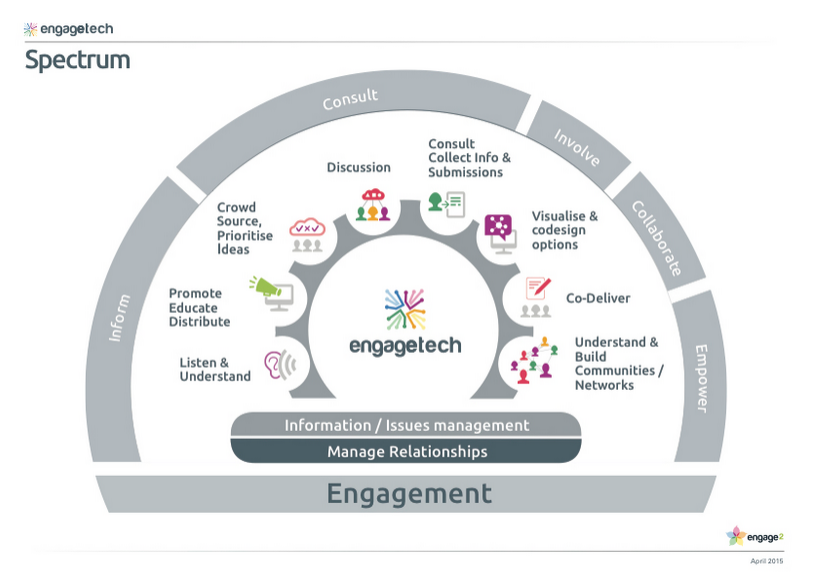 engagetech
Spectrum
Consult
Involve
Collaborate
Inform
Empower
Discussion
Consult
Collect Info &
Submissions
Crowd
Source,
Prioritise
Ideas
Visualise &
codesign
options
Promote
Educate
Distribute
Co-Deliver
Listen &
Understand
Understand &
Build
Communities /
Networks
engagetech
Information / Issues management
Manage Relationships
Engagement
engage2
April 2015